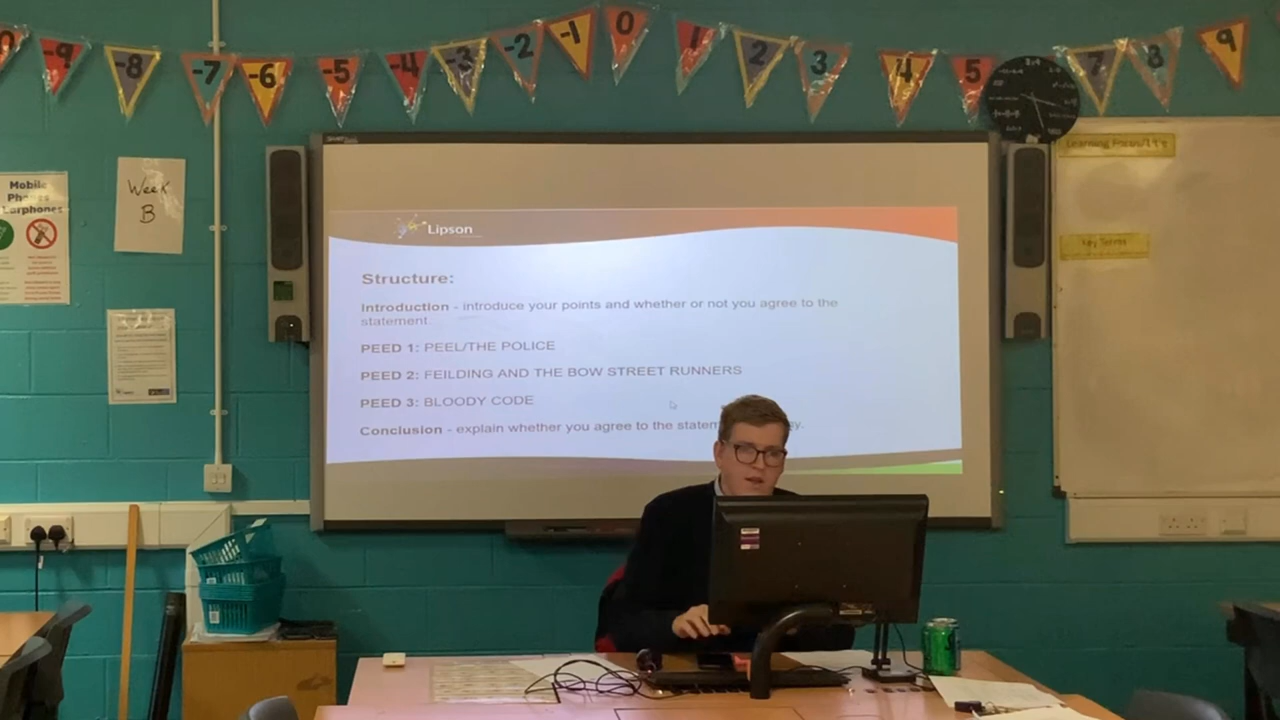 -9
-8
-7
-6
-5
-4
-3
-2
-1
0
1
2
3
4
5
7
8
9
Mobile
Phones
Earphones
Week
B
Lipson
Structure:
Introduction - introduce your points and whether or not you agree to the
statement.
PEED 1: PEEL/THE POLICE
PEED 2: FEILDING AND THE BOW STREET RUNNERS
PEED 3: BLOODY CODE
Conclusion - explain whether you agree to the
Key Terms
Learning Focus/